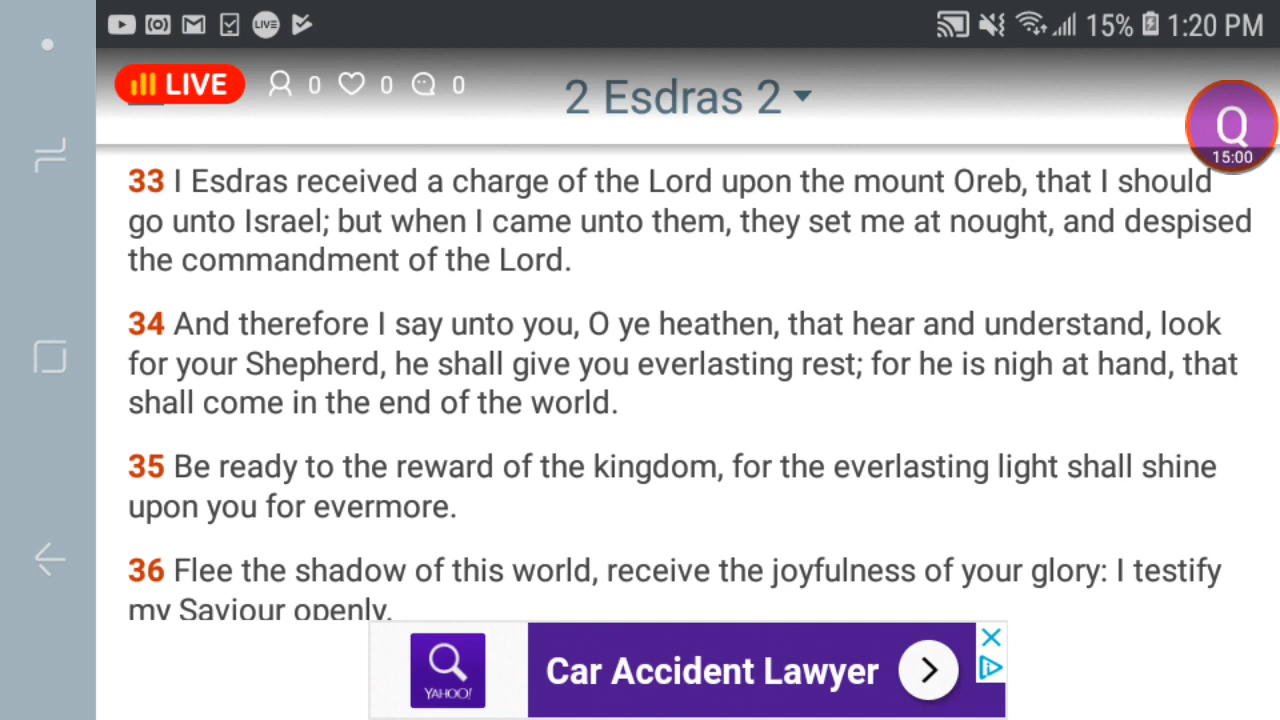 LIVE 15% 1:20 PM
LIVE 0 0 0
2 Esdras 2
Q
15:00
33 I Esdras received a charge of the Lord upon the mount Oreb, that I should
go unto Israel; but when I came unto them, they set me at nought, and despised
the commandment of the Lord.
34 And therefore I say unto you, O ye heathen, that hear and understand, look
for your Shepherd, he shall give you everlasting rest; for he is nigh at hand, that
shall come in the end of the world.
35 Be ready to the reward of the kingdom, for the everlasting light shall shine
upon you for evermore.
36 Flee the shadow of this world, receive the joyfulness of your glory: I testify
my Saviour openly.
YAHOO!
Car Accident Lawyer